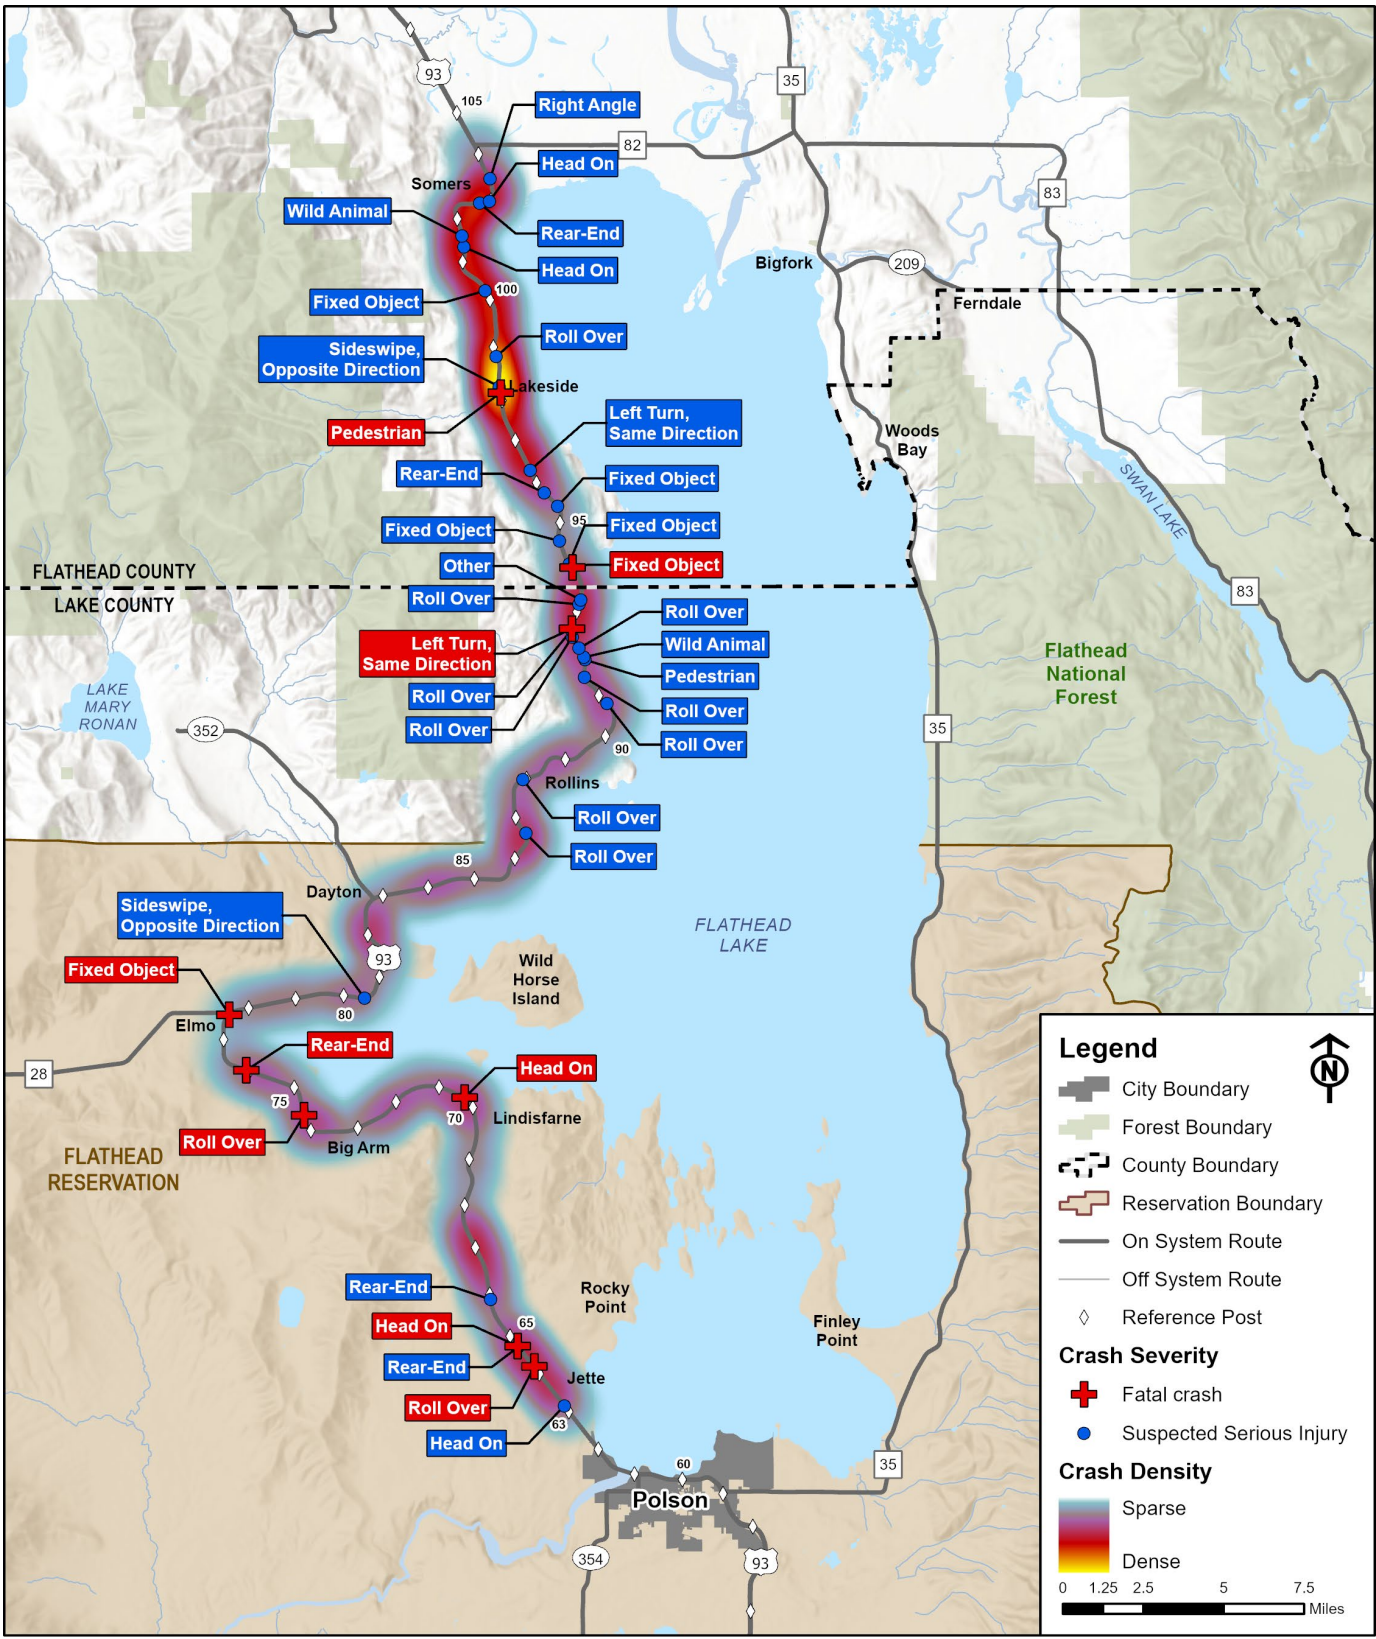 93
105
35
Right Angle
82
Head On
Somers
83
Wild Animal
Rear-End
Bigfork
209
Head On
100
Fixed Object
Ferndale
Roll Over
Sideswipe,
Opposite Direction
Lakeside
Pedestrian
Left Turn,
Same Direction
Woods
Bay
Rear-End
Fixed Object
SWAN LAKE
95
Fixed Object
Fixed Object
Other
Fixed Object
FLATHEAD COUNTY
LAKE COUNTY
Roll Over
83
Roll Over
Left Turn,
Same Direction
Wild Animal
Flathead
National
Forest
Pedestrian
LAKE
MARY
RONAN
Roll Over
Roll Over
352
Roll Over
35
Roll Over
90
Rollins
Roll Over
Roll Over
85
Dayton
Sideswipe,
Opposite Direction
FLATHEAD
LAKE
93
Fixed Object
Wild
Horse
Island
80
Elmo
Rear-End
28
Head On
75
70
Lindisfarne
Roll Over
Big Arm
FLATHEAD
RESERVATION
Rear-End
Rocky
Point
Head On
65
Finley
Point
Rear-End
Jette
Roll Over
63
Head On
60
35
Polson
354
93
Legend
N
City Boundary
Forest Boundary
County Boundary
Reservation Boundary
On System Route
Off System Route
Reference Post
Crash Severity
Fatal crash
Suspected Serious Injury
Crash Density
Sparse
Dense
0 1.25 2.5 5 7.5
Miles